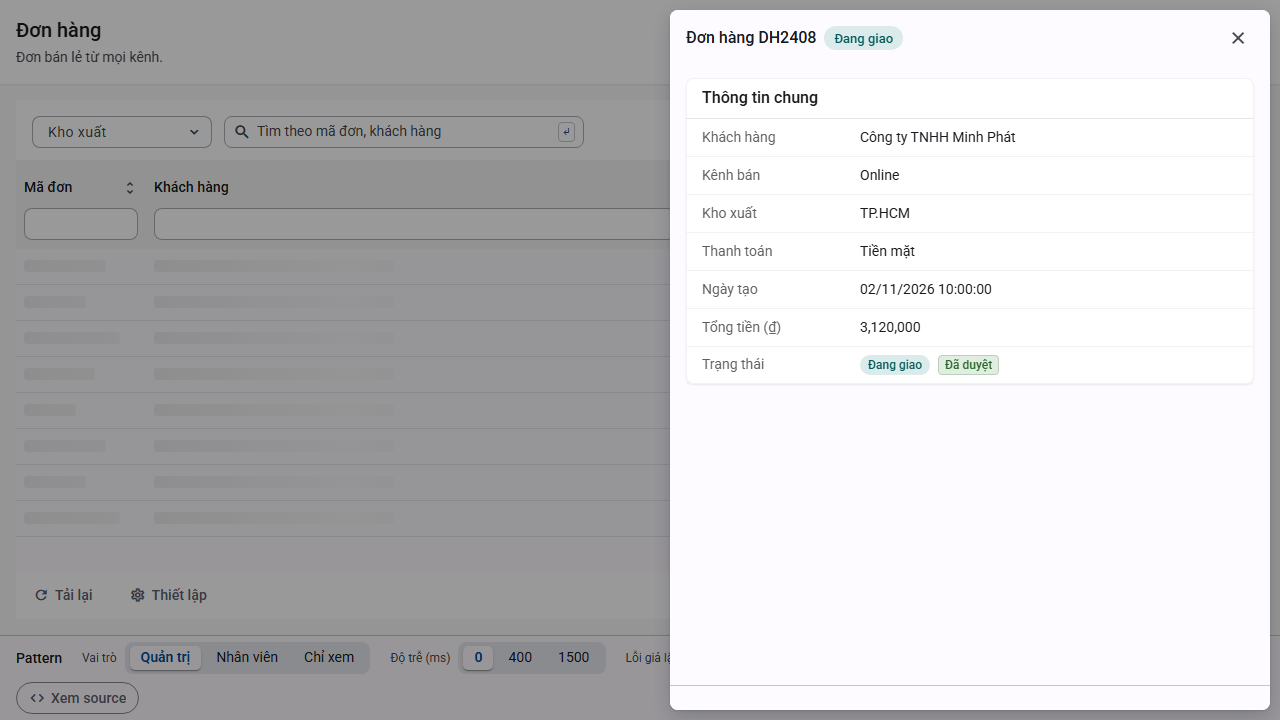 Đơn hàng
Đơn bán lẻ từ mọi kênh.
Kho xuất
Tìm theo mã đơn, khách hàng
Mã đơn
Khách hàng
Tải lại
Thiết lập
Pattern
Vai trò
Quản trị
Nhân viên
Chỉ xem
Độ trễ (ms)
0
400
1500
Lỗi giá
Xem source
Đơn hàng DH2408
Đang giao
Thông tin chung
Khách hàng
Công ty TNHH Minh Phát
Kênh bán
Online
Kho xuất
TP.HCM
Thanh toán
Tiền mặt
Ngày tạo
02/11/2026 10:00:00
Tổng tiền (₫)
3,120,000
Trạng thái
Đang giao
Đã duyệt